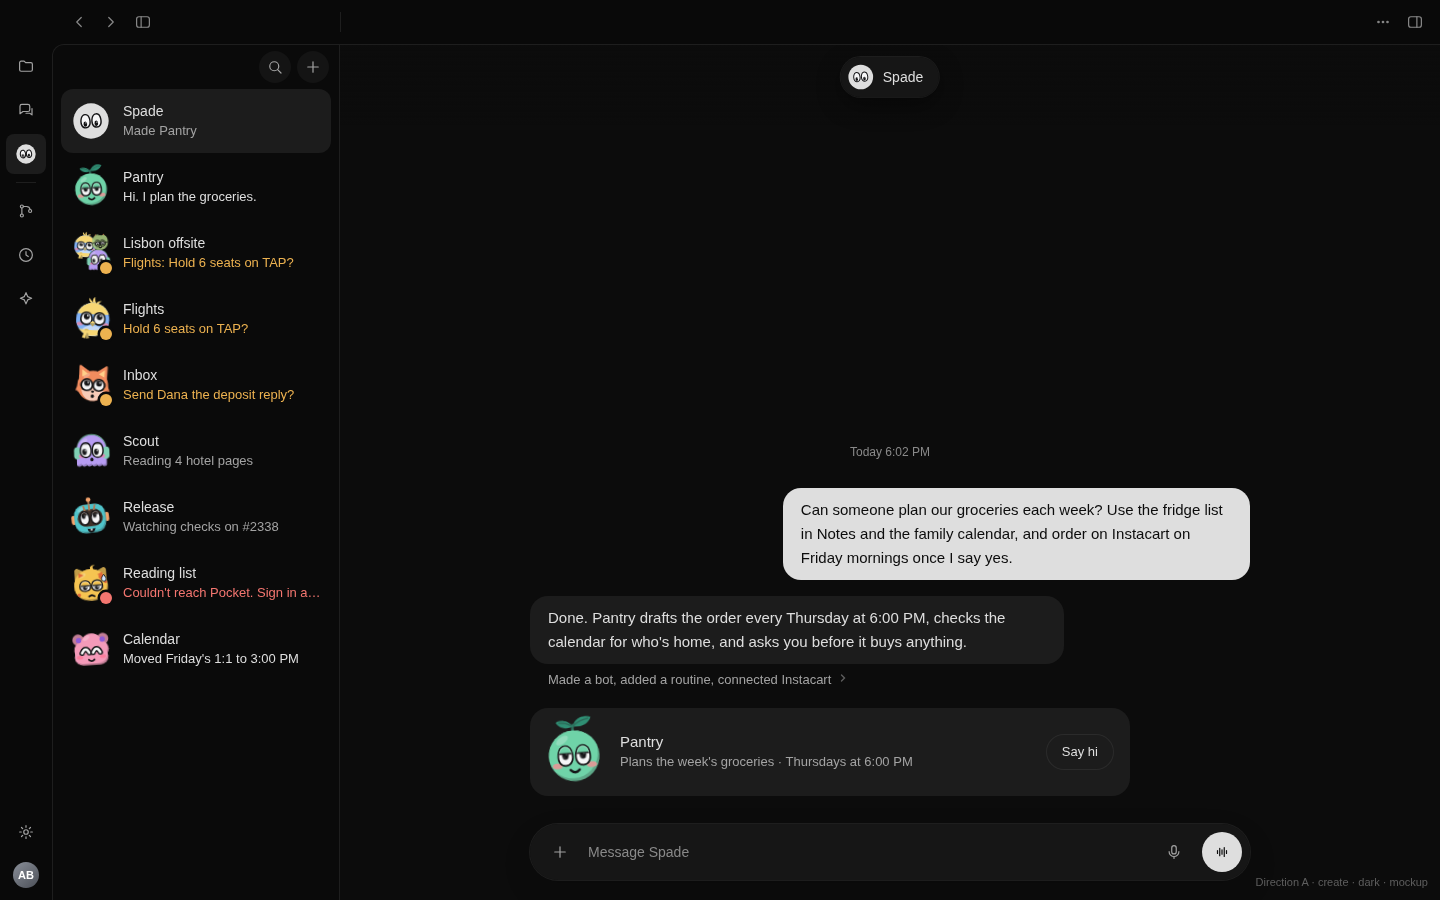 Spade
Made Pantry
Pantry
Hi. I plan the groceries.
Lisbon offsite
Flights: Hold 6 seats on TAP?
Flights
Hold 6 seats on TAP?
Inbox
Send Dana the deposit reply?
Scout
Reading 4 hotel pages
Release
Watching checks on #2338
Reading list
Couldn't reach Pocket. Sign in a…
Calendar
Moved Friday's 1:1 to 3:00 PM
AB
Spade
Today 6:02 PM
Can someone plan our groceries each week? Use the fridge list
in Notes and the family calendar, and order on Instacart on
Friday mornings once I say yes.
Done. Pantry drafts the order every Thursday at 6:00 PM, checks the
calendar for who's home, and asks you before it buys anything.
Made a bot, added a routine, connected Instacart
Pantry
Plans the week's groceries · Thursdays at 6:00 PM
Say hi
Message Spade
Direction A · create · dark · mockup